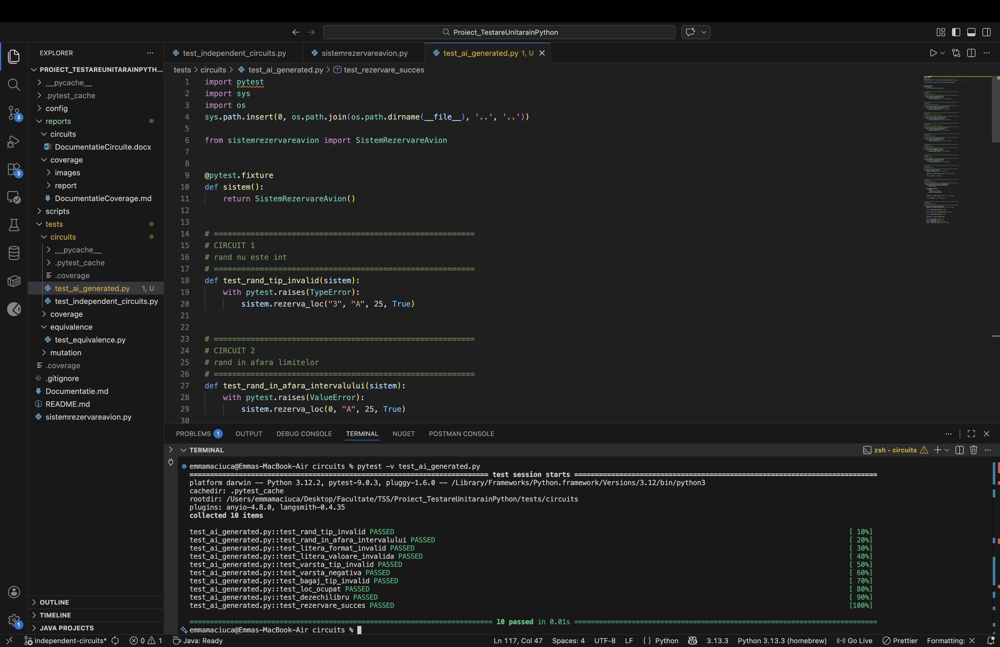 Proiect_TestareUnitarainPython
EXPLORER
PROIECT_TESTAREUNITARAINPYTH...
__pycache__
.pytest_cache
config
reports
circuits
DocumentatieCircuite.docx
coverage
images
report
DocumentatieCoverage.md
scripts
tests
circuits
__pycache__
.pytest_cache
.coverage
test_ai_generated.py 1, U
test_independent_circuits.py
coverage
equivalence
test_equivalence.py
mutation
.coverage
.gitignore
Documentatie.md
README.md
sistemrezervareavion.py
OUTLINE
TIMELINE
JAVA PROJECTS
3
3
1
test_independent_circuits.py
sistemrezervareavion.py
test_ai_generated.py 1, U
tests > circuits > test_ai_generated.py > test_rezervare_succes
1 import pytest
2 import sys
3 import os
4 sys.path.insert(0, os.path.join(os.path.dirname(__file__), '..', '..'))
5
6 from sistemrezervareavion import SistemRezervareAvion
7
8
9 @pytest.fixture
10 def sistem():
11 return SistemRezervareAvion()
12
13
14 # =========================================================
15 # CIRCUIT 1
16 # rand nu este int
17 # =========================================================
18 def test_rand_tip_invalid(sistem):
19 with pytest.raises(TypeError):
20 sistem.rezerva_loc("3", "A", 25, True)
21
22
23 # =========================================================
24 # CIRCUIT 2
25 # rand in afara limitelor
26 # =========================================================
27 def test_rand_in_afara_intervalului(sistem):
28 with pytest.raises(ValueError):
29 sistem.rezerva_loc(0, "A", 25, True)
30
PROBLEMS 1 OUTPUT DEBUG CONSOLE TERMINAL NUGET POSTMAN CONSOLE
TERMINAL
zsh - circuits
emmamaciuca@Emmas-MacBook-Air circuits % pytest -v test_ai_generated.py
============ test session starts ============
platform darwin -- Python 3.12.2, pytest-9.0.3, pluggy-1.6.0 -- /Library/Frameworks/Python.framework/Versions/3.12/bin/python3
cachedir: .pytest_cache
rootdir: /Users/emmamaciuca/Desktop/Facultate/TSS/Proiect_TestareUnitarainPython/tests/circuits
plugins: anyio-4.8.0, langsmith-0.4.35
collected 10 items
test_ai_generated.py::test_rand_tip_invalid PASSED [ 10%]
test_ai_generated.py::test_rand_in_afara_intervalului PASSED [ 20%]
test_ai_generated.py::test_litera_format_invalid PASSED [ 30%]
test_ai_generated.py::test_litera_valoare_invalida PASSED [ 40%]
test_ai_generated.py::test_varsta_tip_invalid PASSED [ 50%]
test_ai_generated.py::test_varsta_negativa PASSED [ 60%]
test_ai_generated.py::test_bagaj_tip_invalid PASSED [ 70%]
test_ai_generated.py::test_loc_ocupat PASSED [ 80%]
test_ai_generated.py::test_dezechilibru PASSED [ 90%]
test_ai_generated.py::test_rezervare_succes PASSED [100%]
============ 10 passed in 0.01s ============
emmamaciuca@Emmas-MacBook-Air circuits %
independent-circuits* 0 1 Java: Ready Ln 117, Col 47 Spaces: 4 UTF-8 LF { } Python 3.13.3 Python 3.13.3 (homebrew) Go Live Prettier Formatting: X